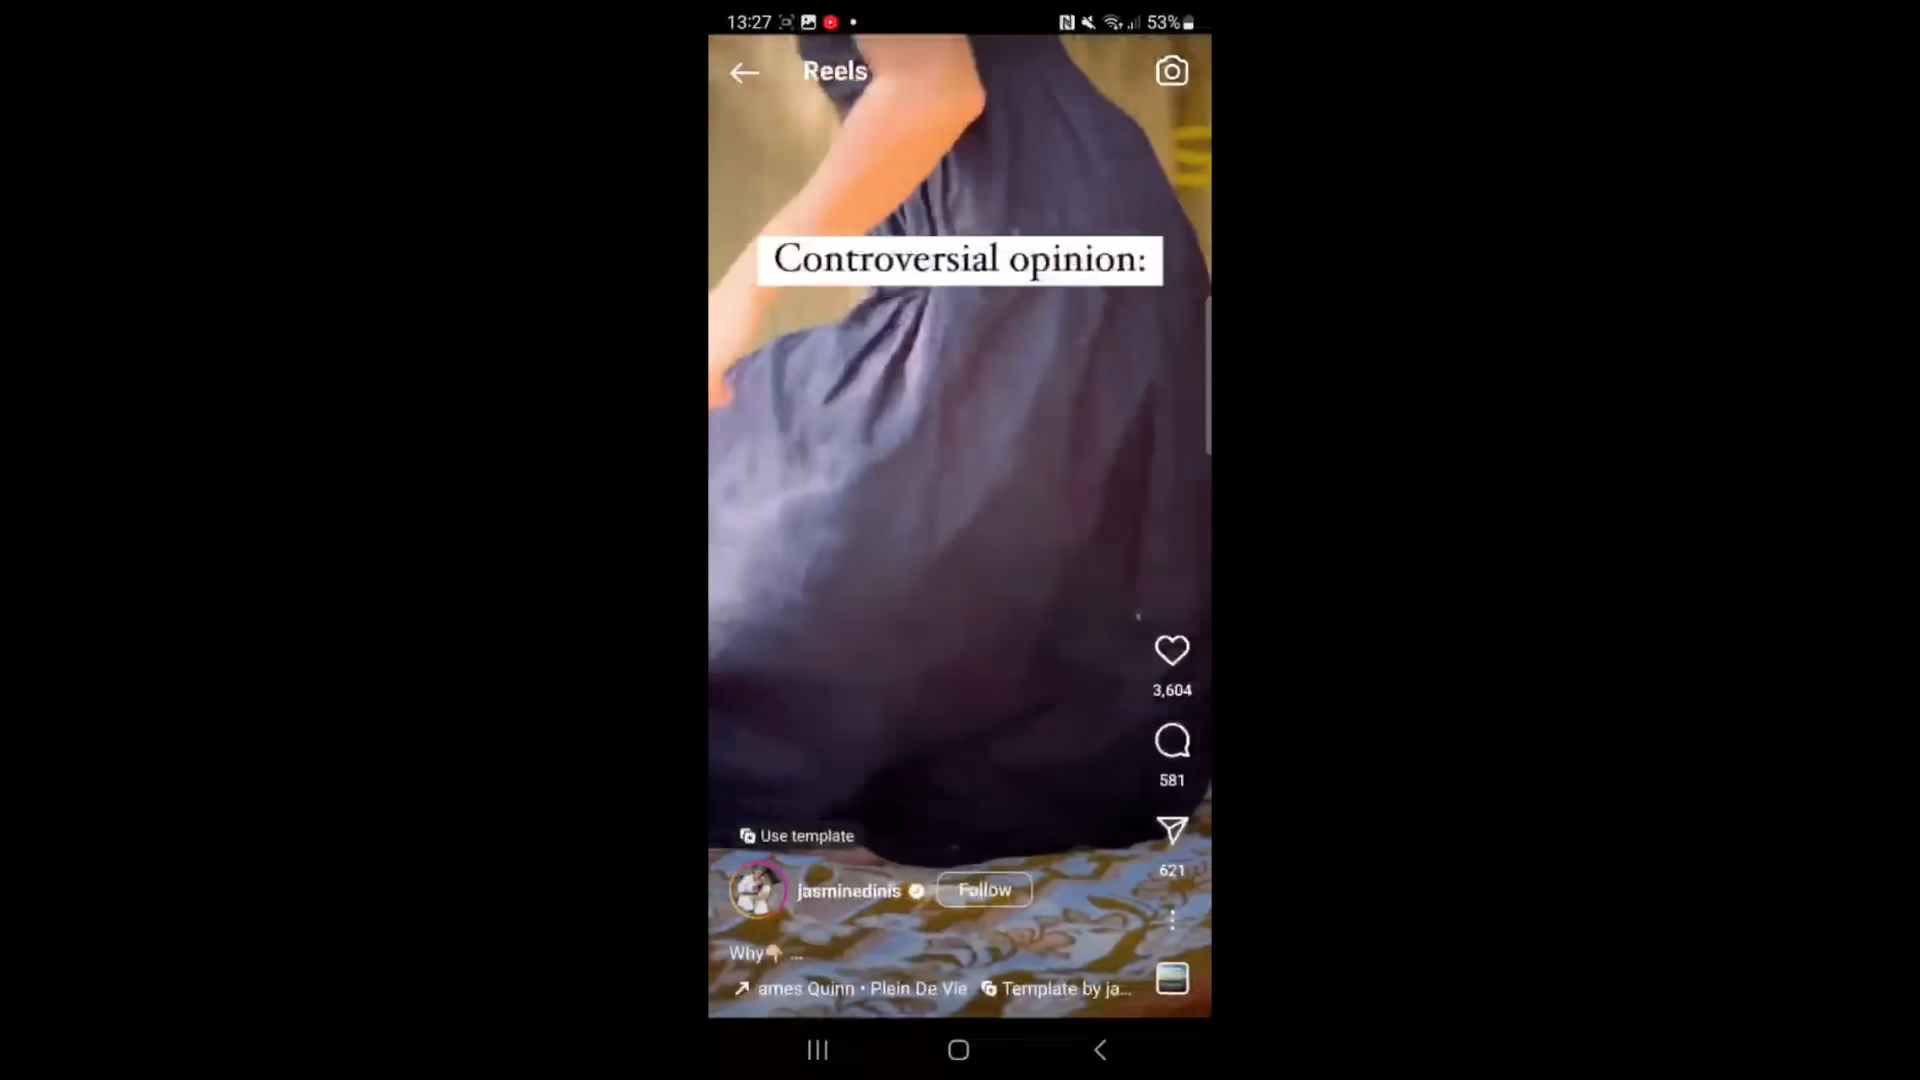 13:27
53%
Reels
Controversial opinion:
3,604
581
Use template
621
jasminedinis
Follow
Why👇🏼 ...
ames Quinn • Plein De Vie
Template by ja...